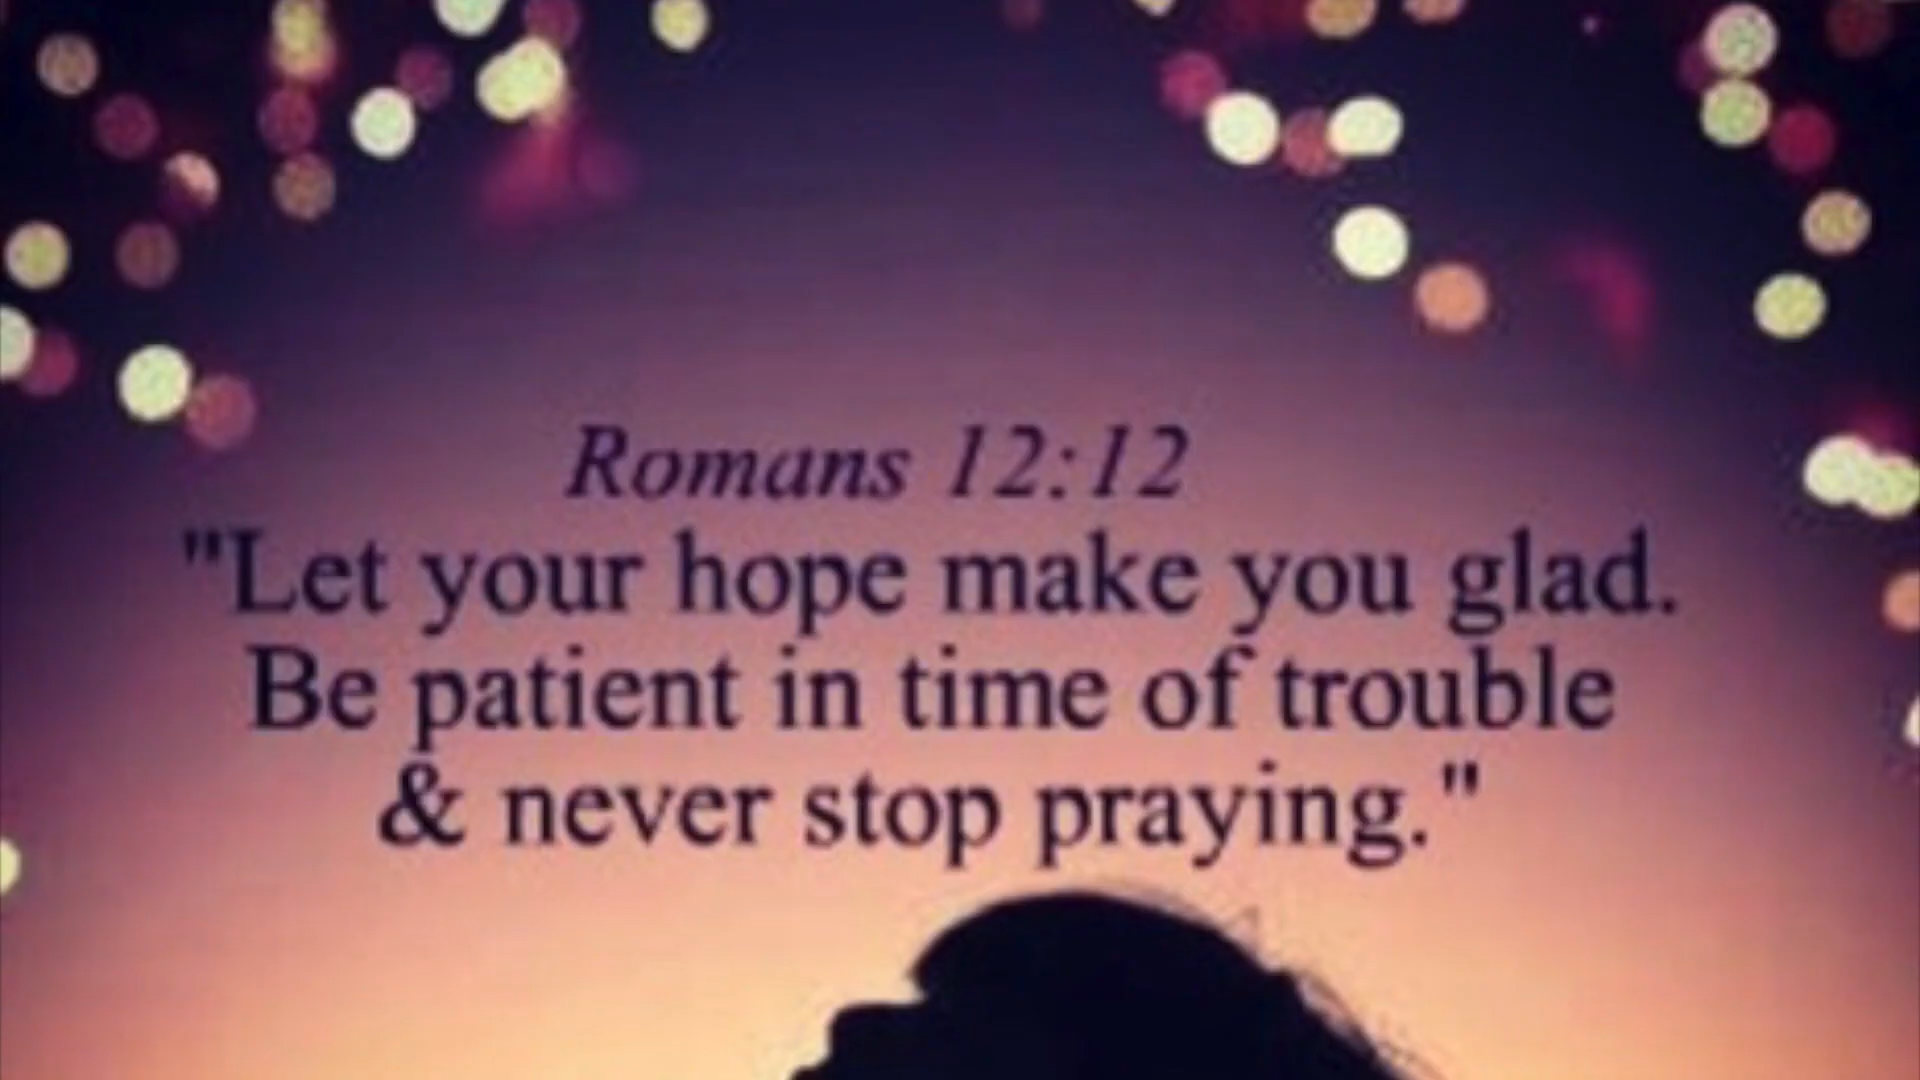 Romans 12:12
"Let your hope make you glad.
Be patient in time of trouble
& never stop praying."